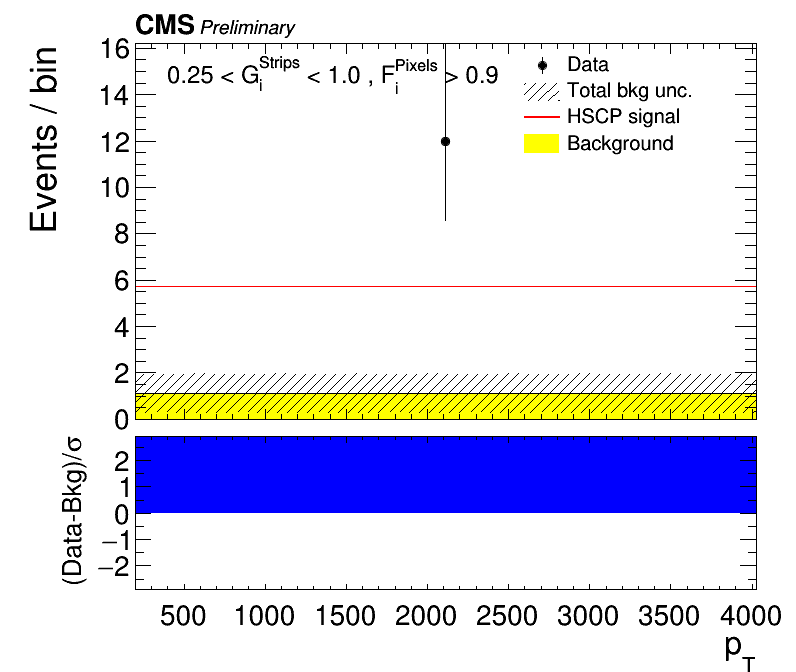 CMS Preliminary
Events / bin
16
14
12
10
8
6
4
2
0
0.25 < G_i^Strips < 1.0 , F_i^Pixels > 0.9
Data
Total bkg unc.
HSCP signal
Background
(Data-Bkg)/σ
2
1
0
−1
−2
500 1000 1500 2000 2500 3000 3500 4000
p_T